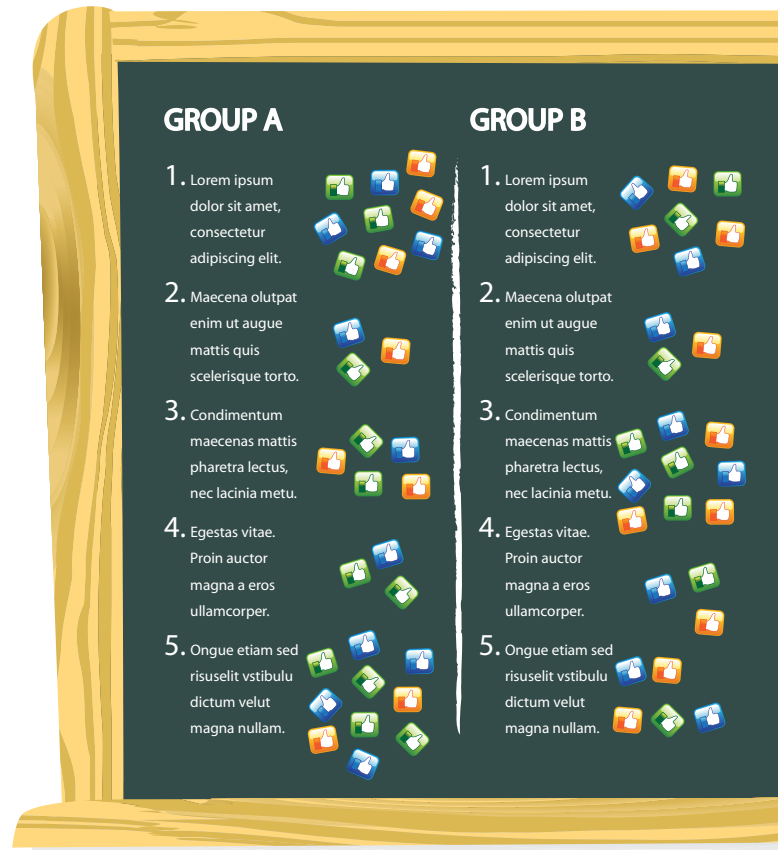 GROUP A
1. Lorem ipsum
dolor sit amet,
consectetur
adipiscing elit.
2. Maecena olutpat
enim ut augue
mattis quis
scelerisque torto.
3. Condimentum
maecenas mattis
pharetra lectus,
nec lacinia metu.
4. Egestas vitae.
Proin auctor
magna a eros
ullamcorper.
5. Ongue etiam sed
risuselit vstibulu
dictum velut
magna nullam.
GROUP B
1. Lorem ipsum
dolor sit amet,
consectetur
adipiscing elit.
2. Maecena olutpat
enim ut augue
mattis quis
scelerisque torto.
3. Condimentum
maecenas mattis
pharetra lectus,
nec lacinia metu.
4. Egestas vitae.
Proin auctor
magna a eros
ullamcorper.
5. Ongue etiam sed
risuselit vstibulu
dictum velut
magna nullam.